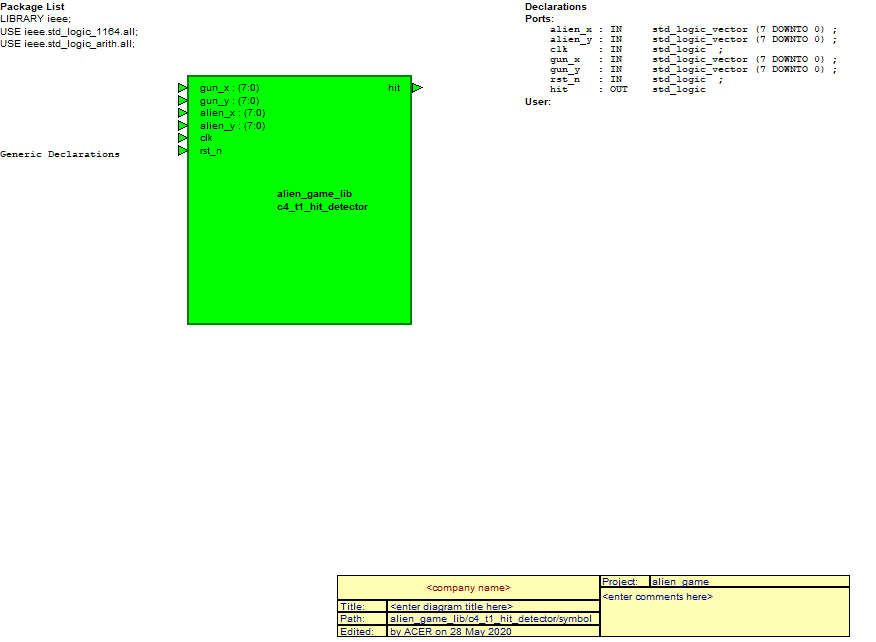 Package List
LIBRARY ieee;
USE ieee.std_logic_1164.all;
USE ieee.std_logic_arith.all;
Generic Declarations
Declarations
Ports:
alien_x : IN std_logic_vector (7 DOWNTO 0) ;
alien_y : IN std_logic_vector (7 DOWNTO 0) ;
clk : IN std_logic ;
gun_x : IN std_logic_vector (7 DOWNTO 0) ;
gun_y : IN std_logic_vector (7 DOWNTO 0) ;
rst_n : IN std_logic ;
hit : OUT std_logic
User:
gun_x : (7:0) hit
gun_y : (7:0)
alien_x : (7:0)
alien_y : (7:0)
clk
rst_n
alien_game_lib
c4_t1_hit_detector
<company name>
Title: <enter diagram title here>
Path: alien_game_lib/c4_t1_hit_detector/symbol
Edited: by ACER on 28 May 2020
Project: alien_game
<enter comments here>